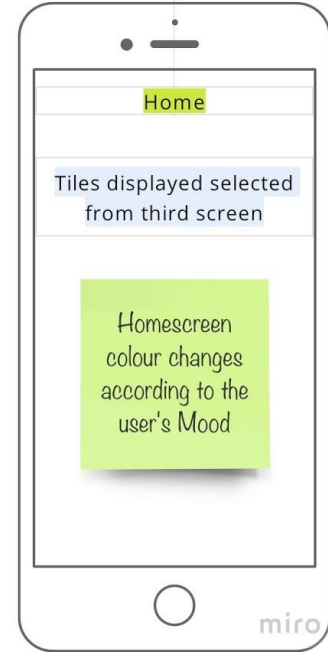 Home
Tiles displayed selected
from third screen
Homescreen
colour changes
according to the
user's Mood
miro